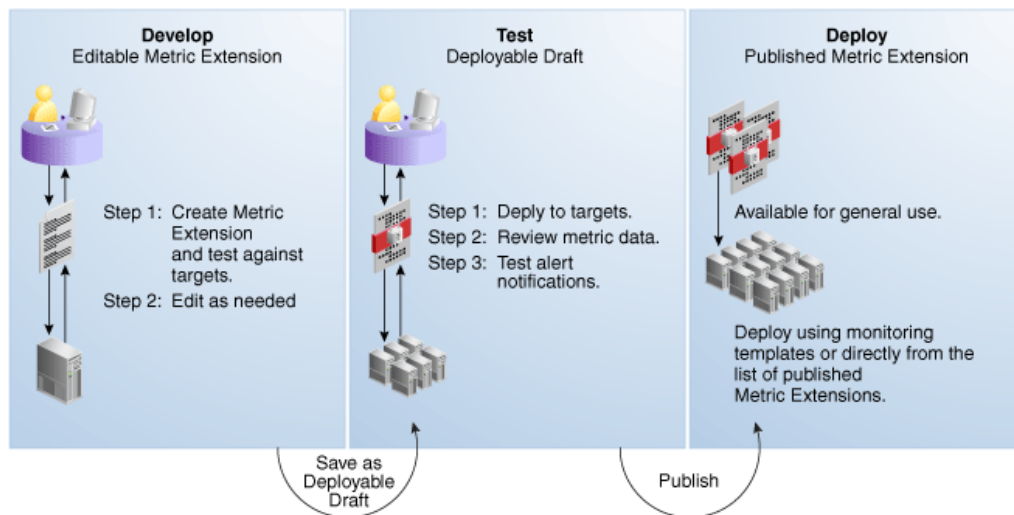 Develop
Editable Metric Extension
Step 1: Create Metric
Extension
and test against
targets.
Step 2: Edit as needed
Test
Deployable Draft
Step 1: Deply to targets.
Step 2: Review metric data.
Step 3: Test alert
notifications.
Deploy
Published Metric Extension
Available for general use.
Deploy using monitoring
templates or directly from the
list of published
Metric Extensions.
Save as
Deployable
Draft
Publish